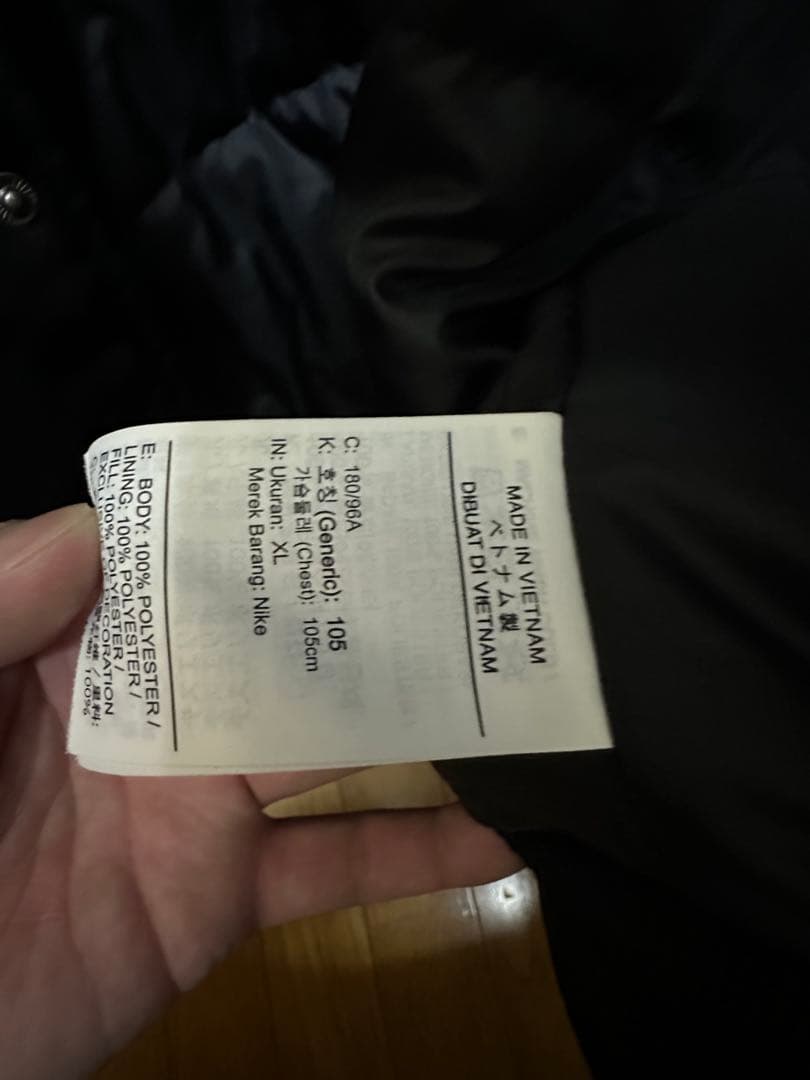 MADE IN VIETNAM
ベトナム製
DIBUAT DI VIETNAM
C: 180/96A
K: 호칭 (Generic): 105
가슴둘레 (Chest): 105cm
IN: Ukuran: XL
Merek Barang: Nike
E: BODY: 100% POLYESTER /
LINING: 100% POLYESTER /
FILL: 100% POLYESTER /
DECORATION